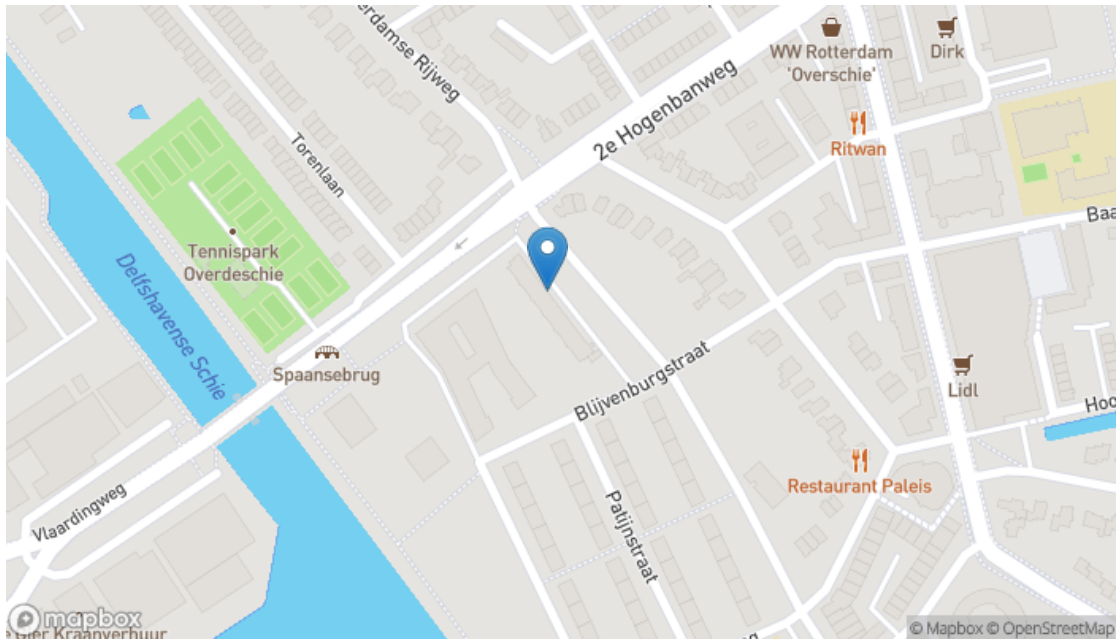 erdamse Rijweg
2e Hogenbanweg
WW Rotterdam
'Overschie'
Dirk
Ritwan
Torenlaan
Tennispark
Overdeschie
Delfshavense Schie
Spaansebrug
Baa
Blijvenburgstraat
Lidl
Hoo
Restaurant Paleis
Vlaardingweg
Patijnstraat
mapbox
Kraanverhuur
© Mapbox © OpenStreetMap